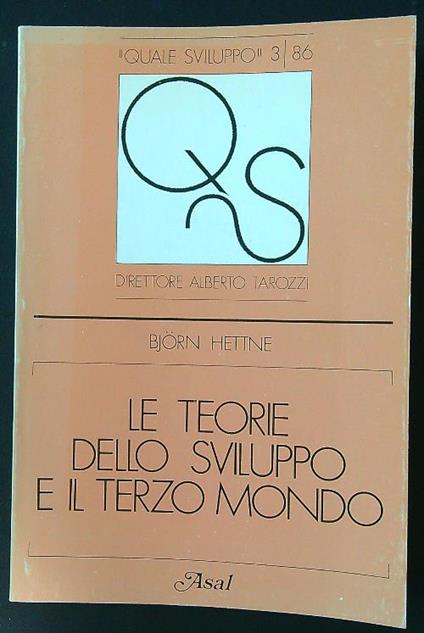 "QUALE SVILUPPO" 3|86
QS
DIRETTORE ALBERTO TAROZZI
BJÖRN HETTNE
LE TEORIE
DELLO SVILUPPO
E IL TERZO MONDO
Asal